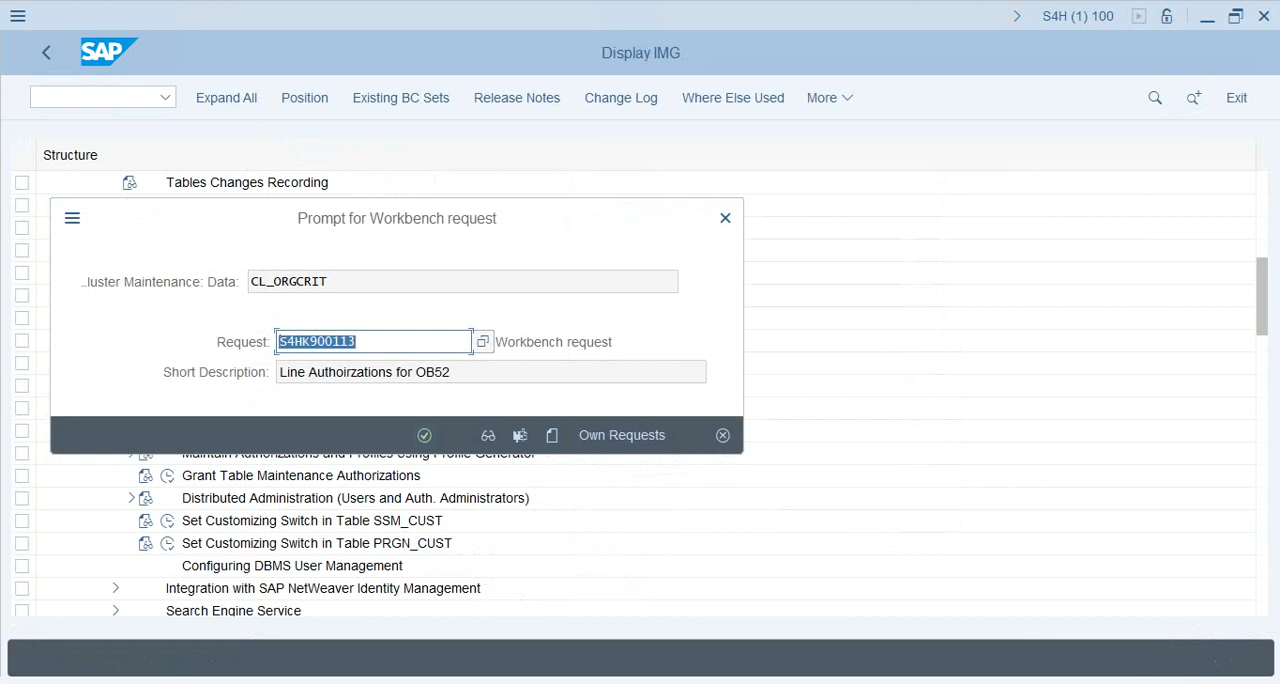 S4H (1) 100
SAP
Display IMG
Expand All Position Existing BC Sets Release Notes Change Log Where Else Used More Exit
Structure
Tables Changes Recording
Prompt for Workbench request
...luster Maintenance: Data: CL_ORGCRIT
Request: S4HK900113 Workbench request
Short Description: Line Authoirzations for OB52
Own Requests
Maintain Authorizations and Profiles Using Profile Generator
Grant Table Maintenance Authorizations
Distributed Administration (Users and Auth. Administrators)
Set Customizing Switch in Table SSM_CUST
Set Customizing Switch in Table PRGN_CUST
Configuring DBMS User Management
Integration with SAP NetWeaver Identity Management
Search Engine Service